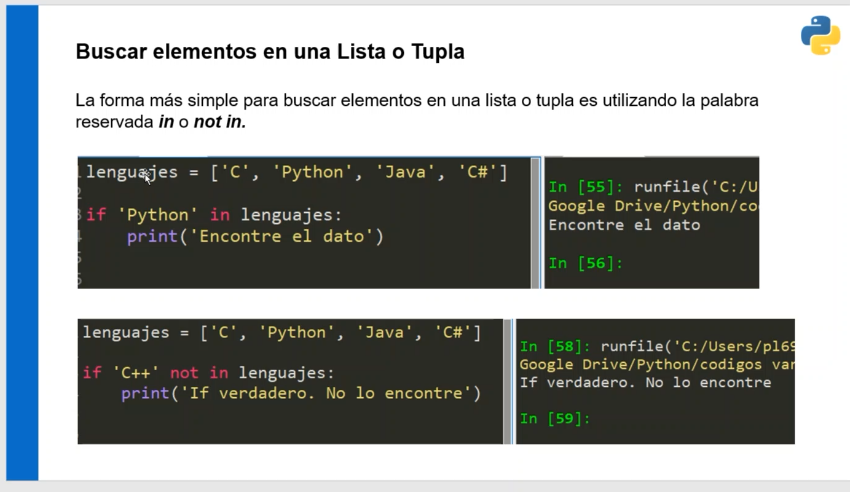 Buscar elementos en una Lista o Tupla
La forma más simple para buscar elementos en una lista o tupla es utilizando la palabra
reservada in o not in.
1 lenguajes = ['C', 'Python', 'Java', 'C#']
2
3 if 'Python' in lenguajes:
4     print('Encontre el dato')
5
6
In [55]: runfile('C:/U
Google Drive/Python/co
Encontre el dato
In [56]:
lenguajes = ['C', 'Python', 'Java', 'C#']
if 'C++' not in lenguajes:
    print('If verdadero. No lo encontre')
In [58]: runfile('C:/Users/pl69
Google Drive/Python/codigos var
If verdadero. No lo encontre
In [59]: